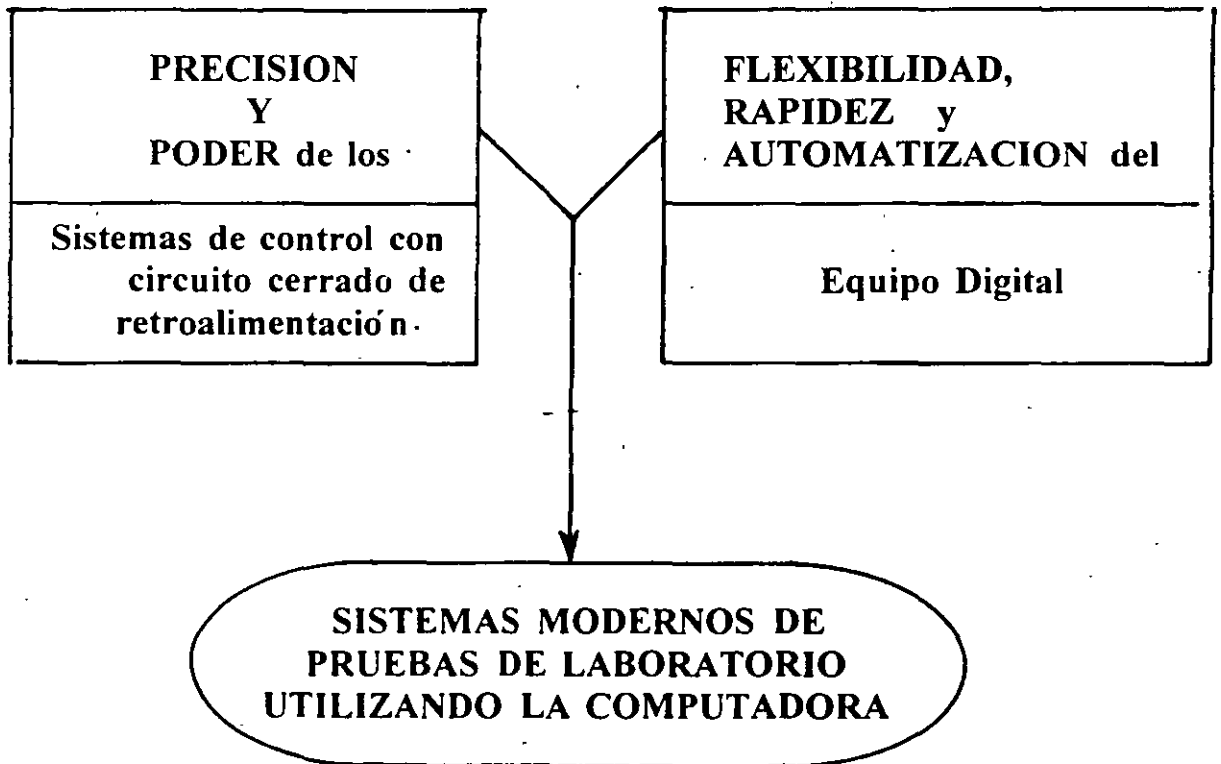 PRECISION
Y
PODER de los
Sistemas de control con
circuito cerrado de
retroalimentación
FLEXIBILIDAD,
RAPIDEZ y
AUTOMATIZACION del
Equipo Digital
SISTEMAS MODERNOS DE
PRUEBAS DE LABORATORIO
UTILIZANDO LA COMPUTADORA